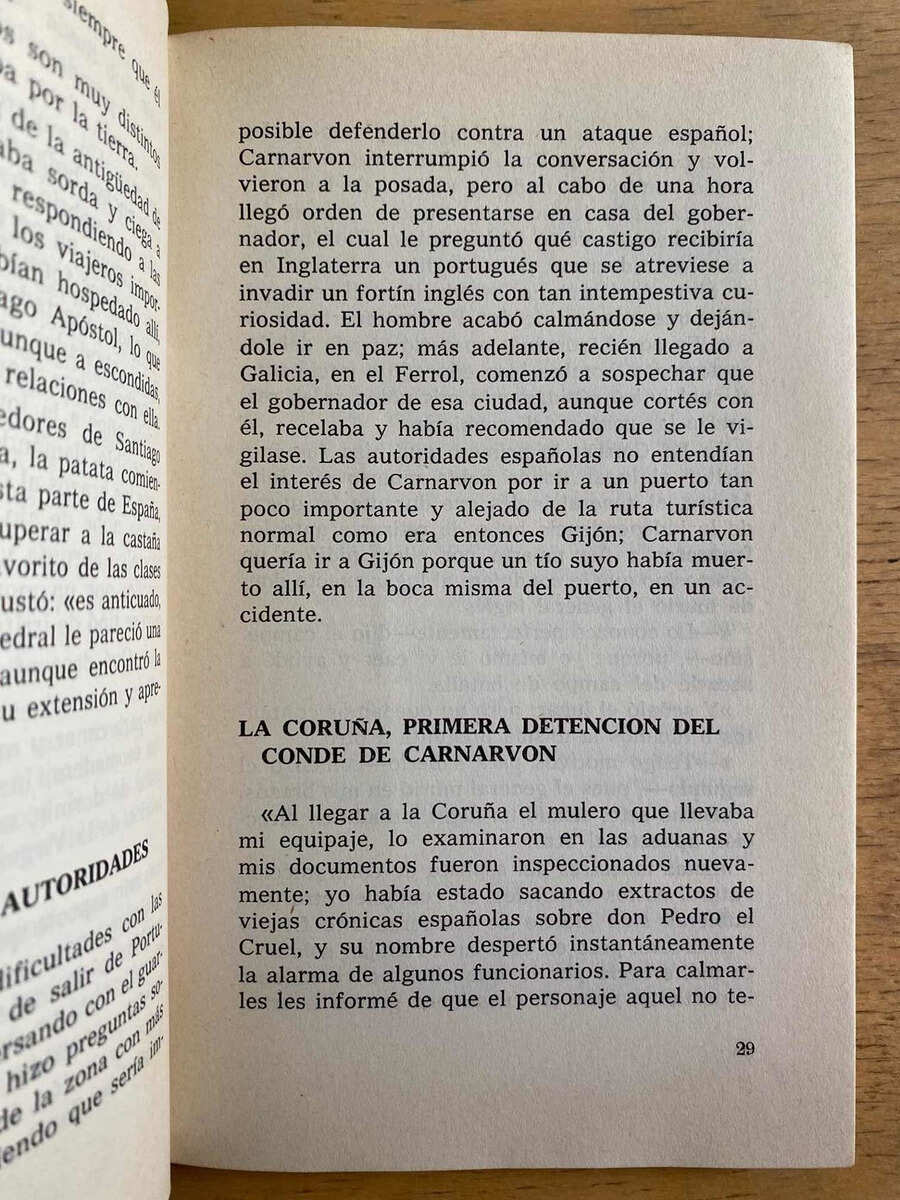 siempre que él
os son muy distintos
por la tierra.
de la antigüedad de
aba sorda y ciega a
respondiendo a las
los viajeros impor-
bían hospedado allí,
ago Apóstol, lo que
unque a escondidas,
relaciones con ella.
edores de Santiago
a, la patata comien-
sta parte de España,
uperar a la castaña
avorito de las clases
ustó: «es anticuado,
edral le pareció una
aunque encontró la
u extensión y apre-
AUTORIDADES
dificultades con las
de salir de Portu-
ersando con el guar-
hizo preguntas so-
de la zona con más
iendo que sería im-
posible defenderlo contra un ataque español;
Carnarvon interrumpió la conversación y vol-
vieron a la posada, pero al cabo de una hora
llegó orden de presentarse en casa del gober-
nador, el cual le preguntó qué castigo recibiría
en Inglaterra un portugués que se atreviese a
invadir un fortín inglés con tan intempestiva cu-
riosidad. El hombre acabó calmándose y deján-
dole ir en paz; más adelante, recién llegado a
Galicia, en el Ferrol, comenzó a sospechar que
el gobernador de esa ciudad, aunque cortés con
él, recelaba y había recomendado que se le vi-
gilase. Las autoridades españolas no entendían
el interés de Carnarvon por ir a un puerto tan
poco importante y alejado de la ruta turística
normal como era entonces Gijón; Carnarvon
quería ir a Gijón porque un tío suyo había muer-
to allí, en la boca misma del puerto, en un ac-
cidente.
LA CORUÑA, PRIMERA DETENCION DEL
CONDE DE CARNARVON
«Al llegar a la Coruña el mulero que llevaba
mi equipaje, lo examinaron en las aduanas y
mis documentos fueron inspeccionados nueva-
mente; yo había estado sacando extractos de
viejas crónicas españolas sobre don Pedro el
Cruel, y su nombre despertó instantáneamente
la alarma de algunos funcionarios. Para calmar-
les les informé de que el personaje aquel no te-
29